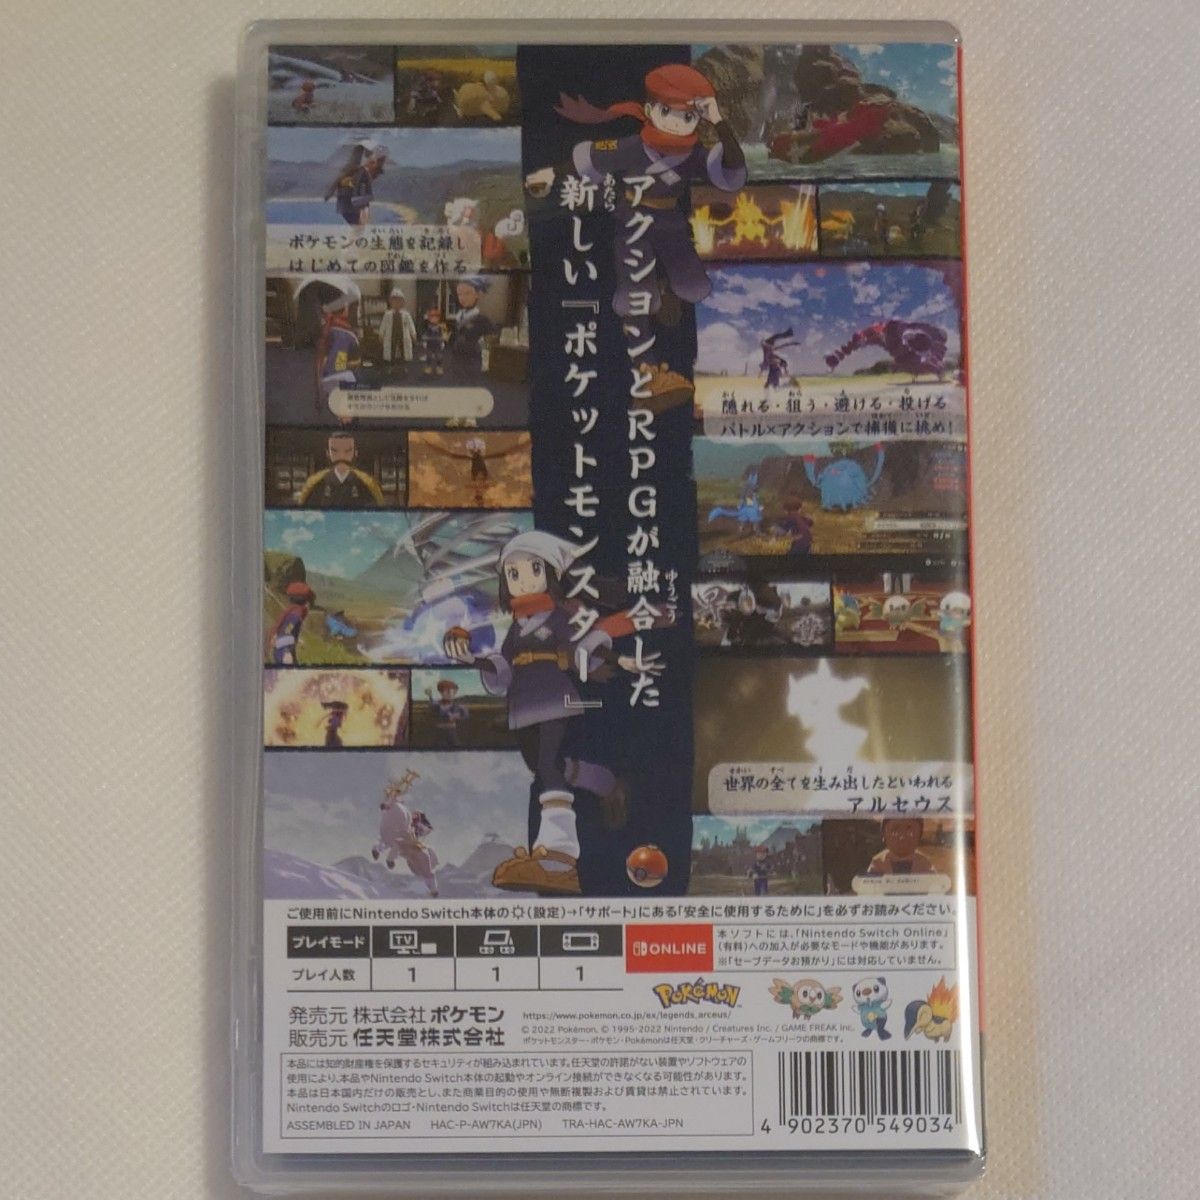 アクションとRPGが融合した
新しい『ポケットモンスター』
ポケモンの生態を記録し
はじめての図鑑を作る
隠れる・狙う・避ける・投げる
バトル×アクションで捕獲に挑め!
世界の全てを生み出したといわれる
アルセウス
ご使用前にNintendo Switch本体の(設定)→「サポート」にある「安全に使用するために」を必ずお読みください。
プレイモード TV
プレイ人数 1 1 1
ONLINE
本ソフトには、「Nintendo Switch Online」
(有料)への加入が必要なモードや機能があります。
※「セーブデータお預かり」には対応していません。
発売元 株式会社ポケモン
販売元 任天堂株式会社
POKéMON
https://www.pokemon.co.jp/ex/legends_arceus/
© 2022 Pokémon. © 1995-2022 Nintendo / Creatures Inc. / GAME FREAK inc.
ポケットモンスター・ポケモン・Pokémonは任天堂・クリーチャーズ・ゲームフリークの商標です。
本品には知的財産権を保護するセキュリティが組み込まれています。任天堂の許諾がない装置やソフトウェアの
使用により、本品やNintendo Switch本体の起動やオンライン接続ができなくなる可能性があります。
本品は日本国内だけの販売とし、また商業目的の使用や無断複製および賃貸は禁止されています。
Nintendo Switchのロゴ・Nintendo Switchは任天堂の商標です。
ASSEMBLED IN JAPAN HAC-P-AW7KA(JPN) TRA-HAC-AW7KA-JPN
4 902370 549034